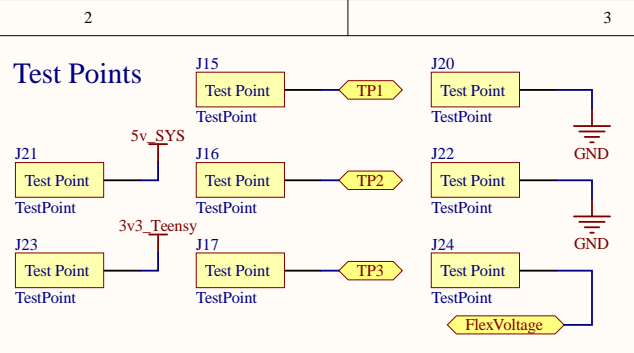 2
3
Test Points
J15
Test Point
TestPoint
TP1
J20
Test Point
TestPoint
GND
5v_SYS
J21
Test Point
TestPoint
J16
Test Point
TestPoint
TP2
J22
Test Point
TestPoint
GND
3v3_Teensy
J23
Test Point
TestPoint
J17
Test Point
TestPoint
TP3
J24
Test Point
TestPoint
FlexVoltage